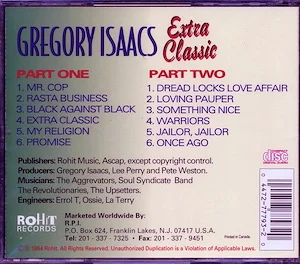 GREGORY ISAACS
Extra
Classic
PART ONE
1. MR. COP
2. RASTA BUSINESS
3. BLACK AGAINST BLACK
4. EXTRA CLASSIC
5. MY RELIGION
6. PROMISE
PART TWO
1. DREAD LOCKS LOVE AFFAIR
2. LOVING PAUPER
3. SOMETHING NICE
4. WARRIORS
5. JAILOR, JAILOR
6. ONCE AGO
Publishers: Rohit Music, Ascap, except copyright control.
Producers: Gregory Isaacs, Lee Perry and Pete Weston.
Musicians: The Aggrevators, Soul Syndicate Band
The Revolutionaries, The Upsetters.
Engineers: Errol T, Ossie, La Terry
disc
ROHIT
RECORDS
Marketed Worldwide By:
R.P.I.
P.O. Box 624, Franklin Lakes, N.J. 07417 U.S.A.
Tel: 201 - 337 - 7325 • Fax: 201 - 337 - 9451
Printed in Canada
Rohit, All Rights Reserved. Unauthorized Duplication is a Violation of Applicable Laws.